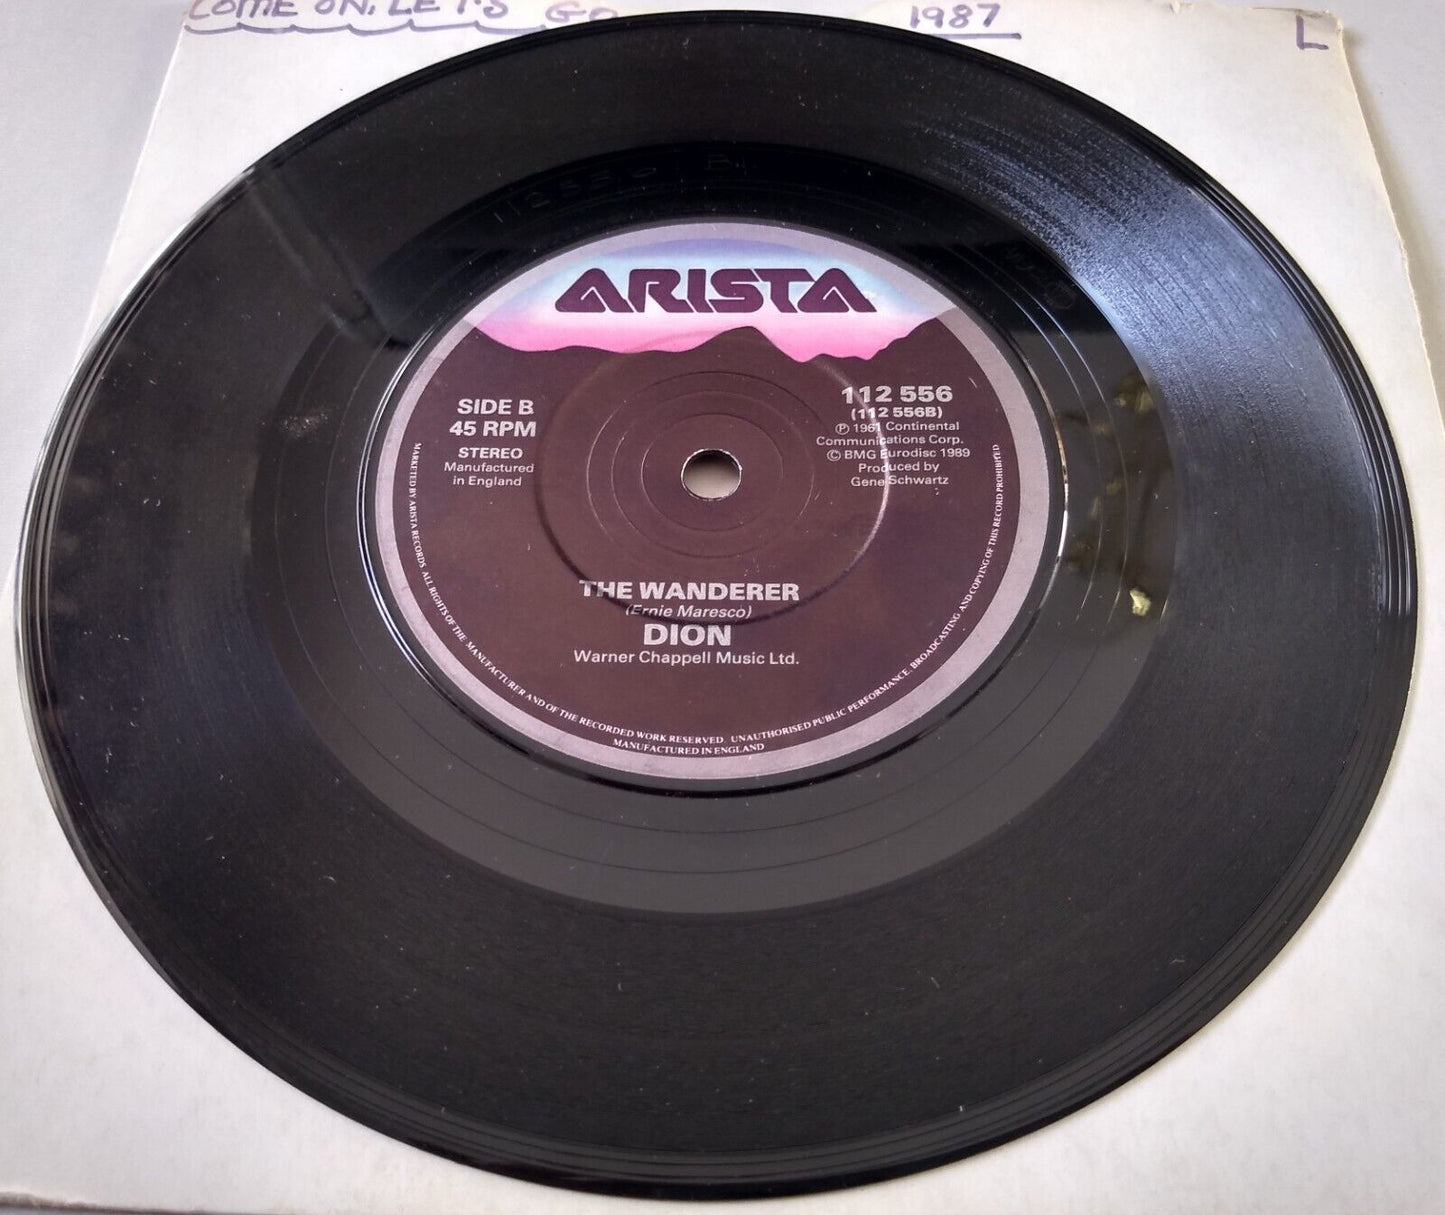 COME ON, LET'S GO
1987
L
112556 B
ARISTA
SIDE B
45 RPM
STEREO
Manufactured
in England
112 556
(112 556B)
℗ 1961 Continental
Communications Corp.
© BMG Eurodisc 1989
Produced by
Gene Schwartz
THE WANDERER
(Ernie Maresco)
DION
Warner Chappell Music Ltd.
MARKETED BY ARISTA RECORDS. ALL RIGHTS OF THE MANUFACTURER AND OF THE RECORDED WORK RESERVED. UNAUTHORISED PUBLIC PERFORMANCE, BROADCASTING AND COPYING OF THIS RECORD PROHIBITED
MANUFACTURED IN ENGLAND